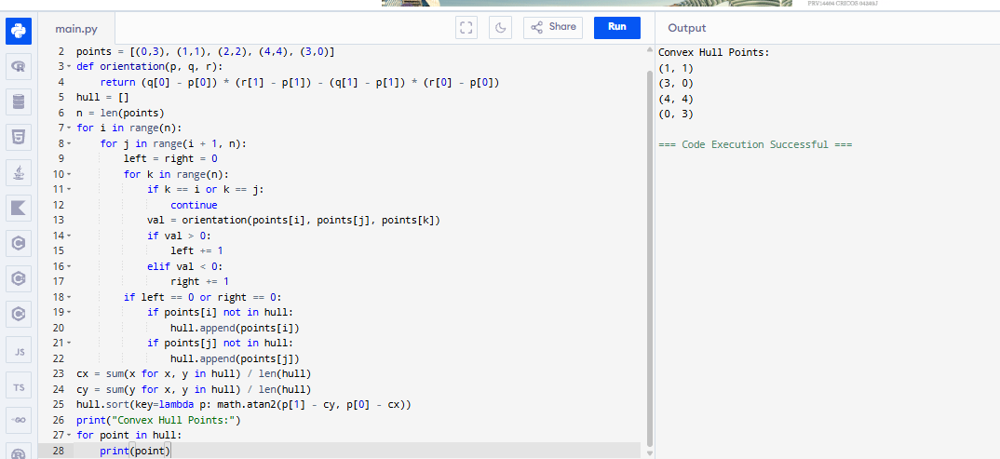 PRV14404 CRICOS 04249J
main.py
Share
Run
Output
2 points = [(0,3), (1,1), (2,2), (4,4), (3,0)]
3 def orientation(p, q, r):
4     return (q[0] - p[0]) * (r[1] - p[1]) - (q[1] - p[1]) * (r[0] - p[0])
5 hull = []
6 n = len(points)
7 for i in range(n):
8     for j in range(i + 1, n):
9         left = right = 0
10         for k in range(n):
11             if k == i or k == j:
12                 continue
13             val = orientation(points[i], points[j], points[k])
14             if val > 0:
15                 left += 1
16             elif val < 0:
17                 right += 1
18         if left == 0 or right == 0:
19             if points[i] not in hull:
20                 hull.append(points[i])
21             if points[j] not in hull:
22                 hull.append(points[j])
23 cx = sum(x for x, y in hull) / len(hull)
24 cy = sum(y for x, y in hull) / len(hull)
25 hull.sort(key=lambda p: math.atan2(p[1] - cy, p[0] - cx))
26 print("Convex Hull Points:")
27 for point in hull:
28     print(point)
Convex Hull Points:
(1, 1)
(3, 0)
(4, 4)
(0, 3)
=== Code Execution Successful ===
JS
TS
GO